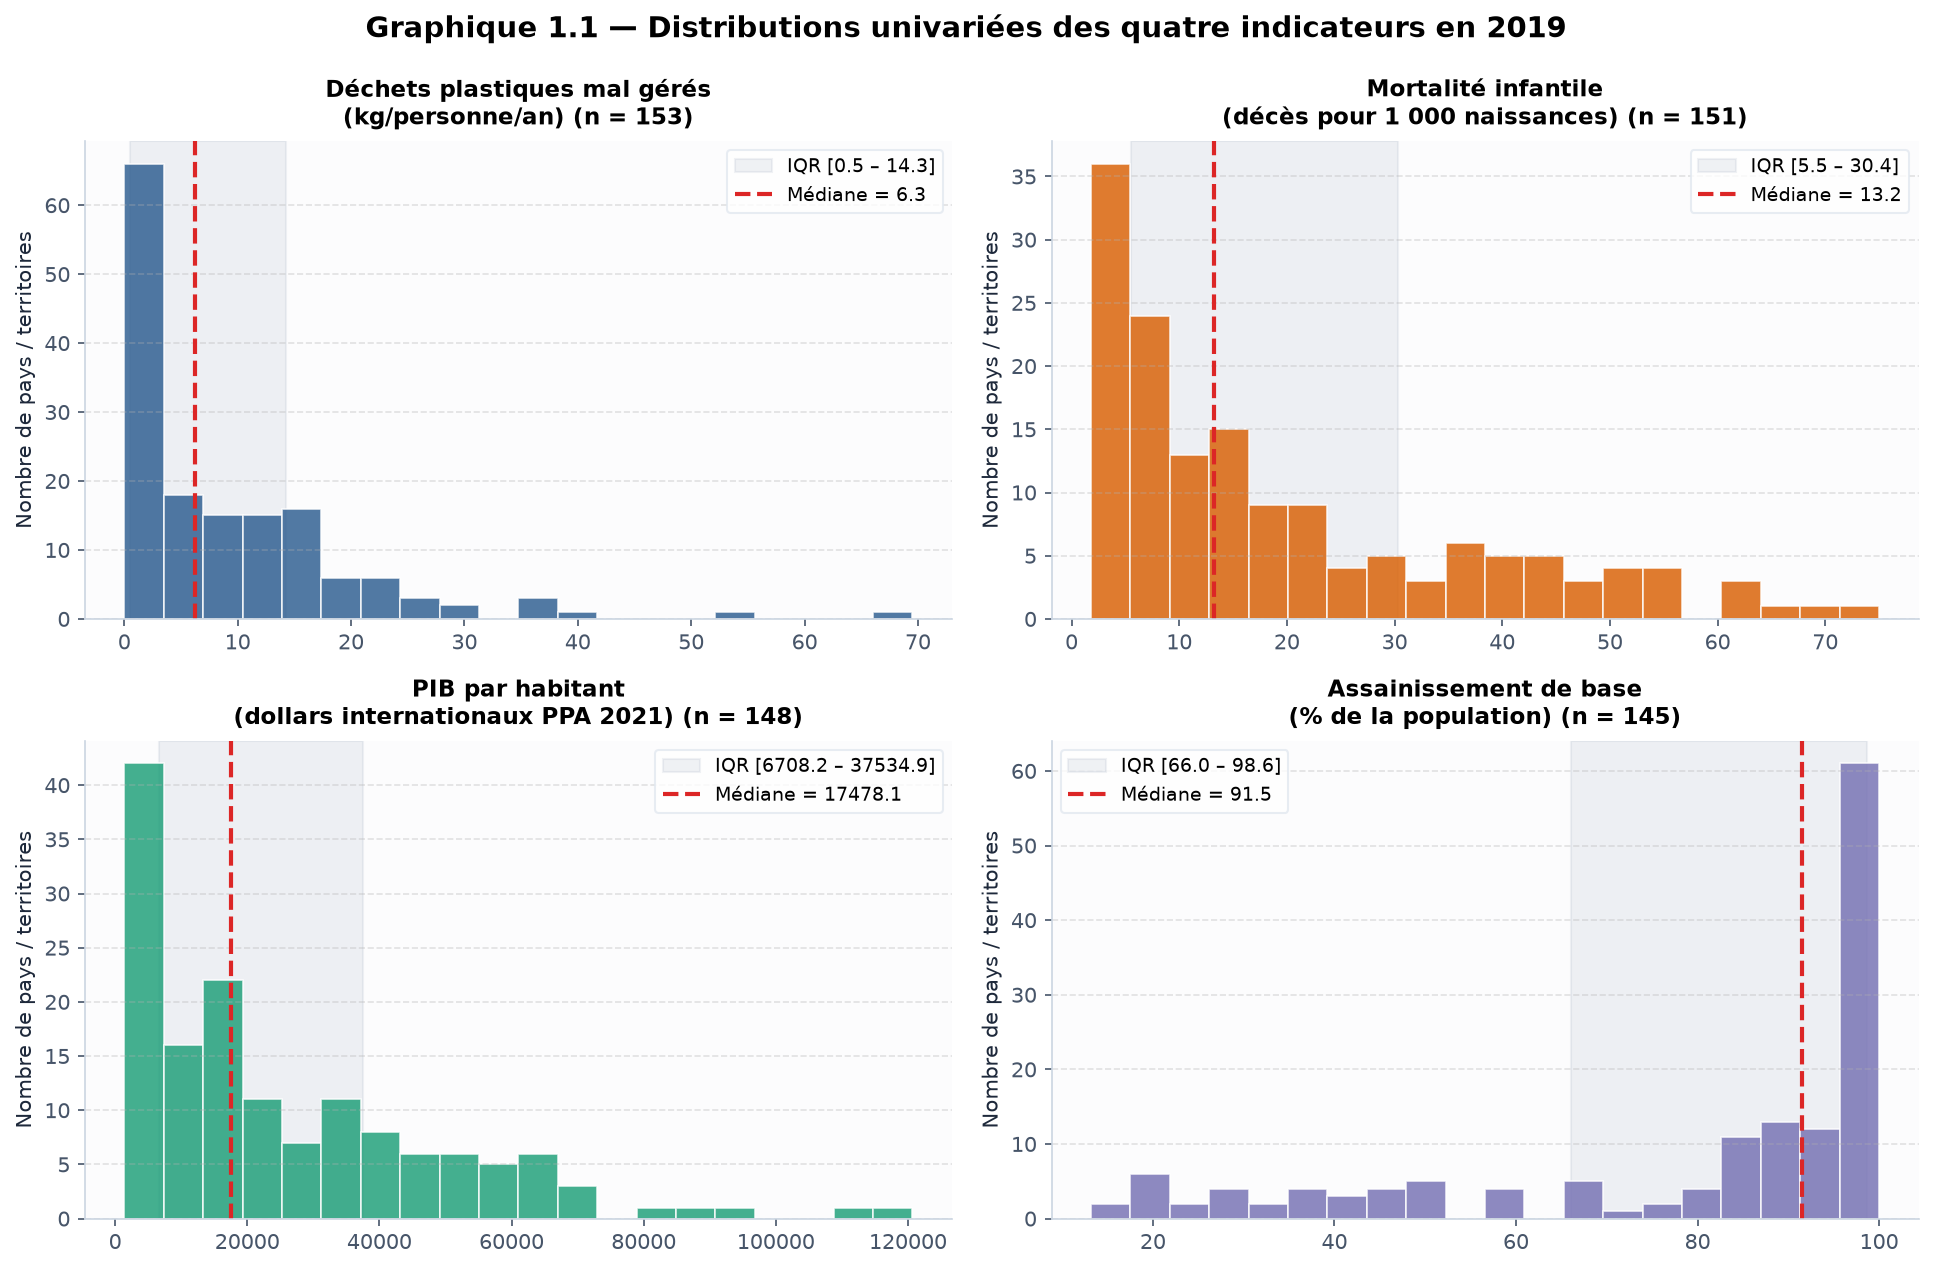 Graphique 1.1 — Distributions univariées des quatre indicateurs en 2019
Déchets plastiques mal gérés
(kg/personne/an) (n = 153)
Nombre de pays / territoires
60
50
40
30
20
10
0
IQR [0.5 – 14.3]
Médiane = 6.3
0 10 20 30 40 50 60 70
Mortalité infantile
(décès pour 1 000 naissances) (n = 151)
Nombre de pays / territoires
35
30
25
20
15
10
5
0
IQR [5.5 – 30.4]
Médiane = 13.2
0 10 20 30 40 50 60 70
PIB par habitant
(dollars internationaux PPA 2021) (n = 148)
Nombre de pays / territoires
40
35
30
25
20
15
10
5
0
IQR [6708.2 – 37534.9]
Médiane = 17478.1
0 20000 40000 60000 80000 100000 120000
Assainissement de base
(% de la population) (n = 145)
Nombre de pays / territoires
60
50
40
30
20
10
0
IQR [66.0 – 98.6]
Médiane = 91.5
20 40 60 80 100